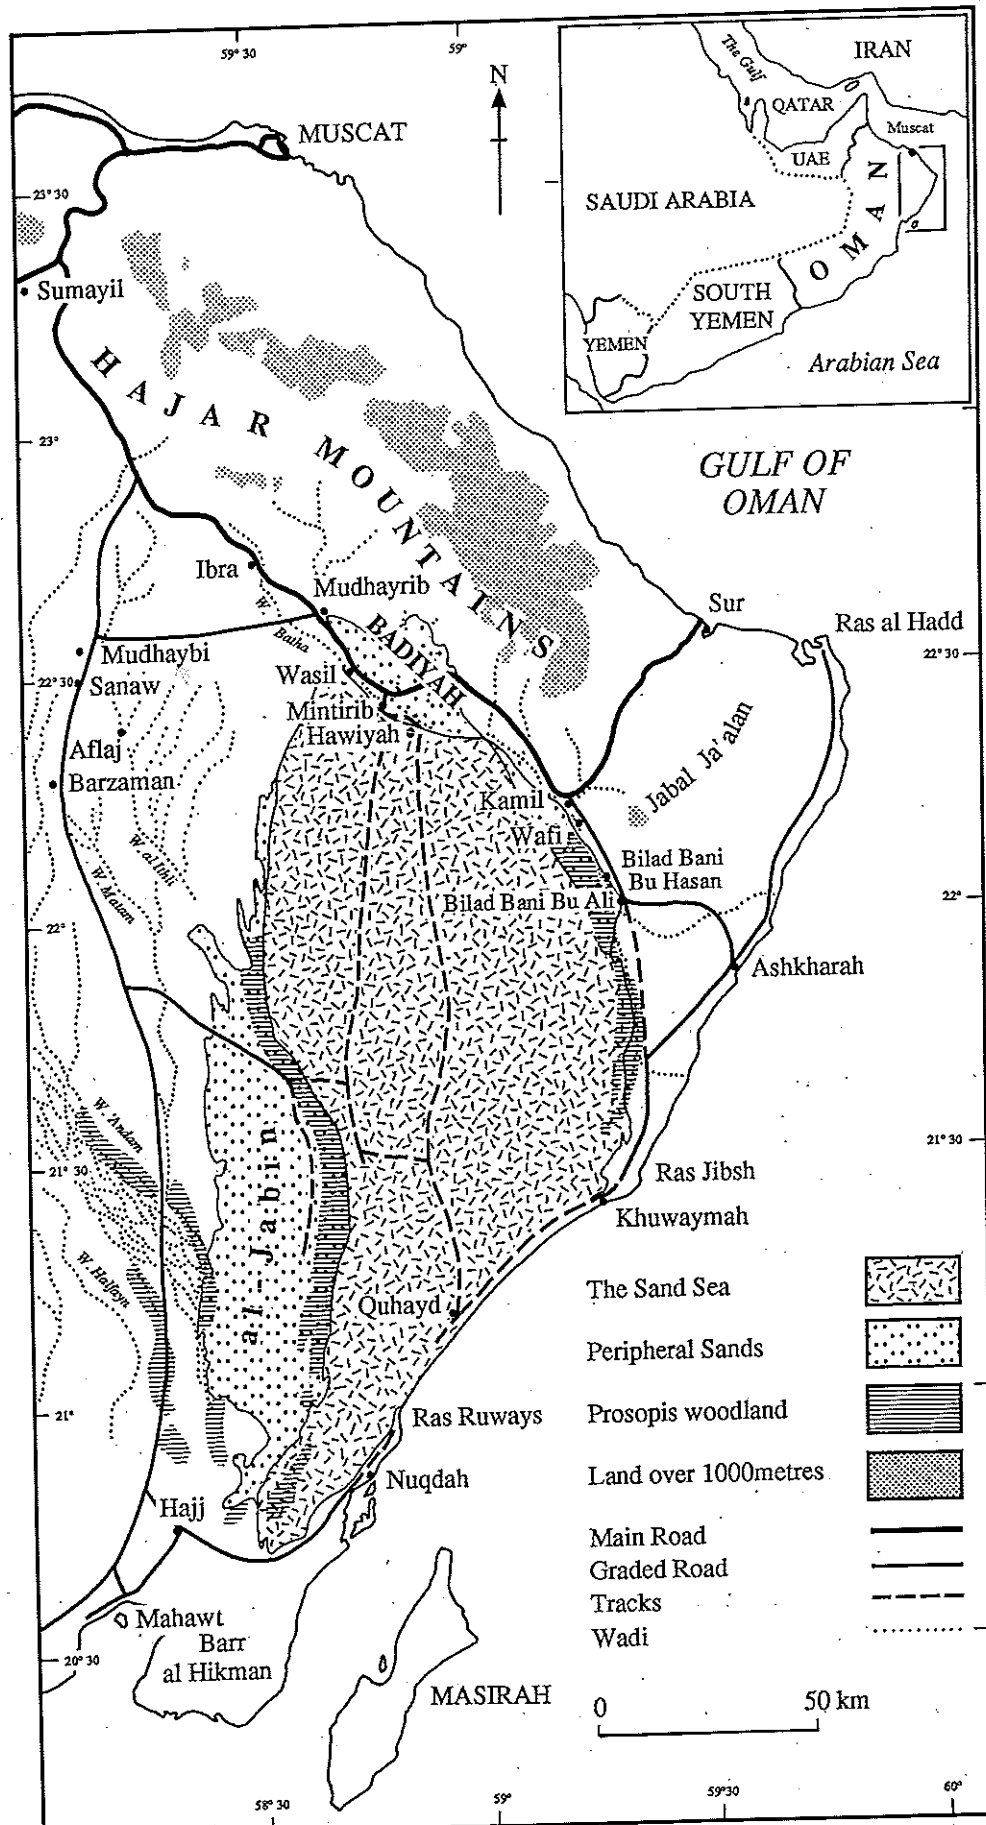 59° 30
59°
N
MUSCAT
23° 30
Sumayil
HAJAR MOUNTAINS
23°
GULF OF
OMAN
The Gulf
IRAN
QATAR
Muscat
UAE
SAUDI ARABIA
OMAN
SOUTH
YEMEN
YEMEN
Arabian Sea
Ibra
Mudhayrib
W.
Batha
BADIYAH
Sur
Ras al Hadd
22° 30
Mudhaybi
Wasil
22° 30
Sanaw
Mintirib
Hawiyah
Aflaj
Barzaman
Jabal Ja'alan
Kamil
Wafi
W. al Ithli
W. Matam
Bilad Bani
Bu Hasan
Bilad Bani Bu Ali
22°
22°
Ashkharah
W. 'Andam
21° 30
21° 30
al-Jabin
Ras Jibsh
Khuwaymah
W. Halfayn
Quhayd
21°
Ras Ruways
Nuqdah
Hajj
Mahawt
Barr
al Hikman
20° 30
MASIRAH
The Sand Sea
Peripheral Sands
Prosopis woodland
Land over 1000metres
Main Road
Graded Road
Tracks
Wadi
0 50 km
58° 30
59°
59° 30
60°